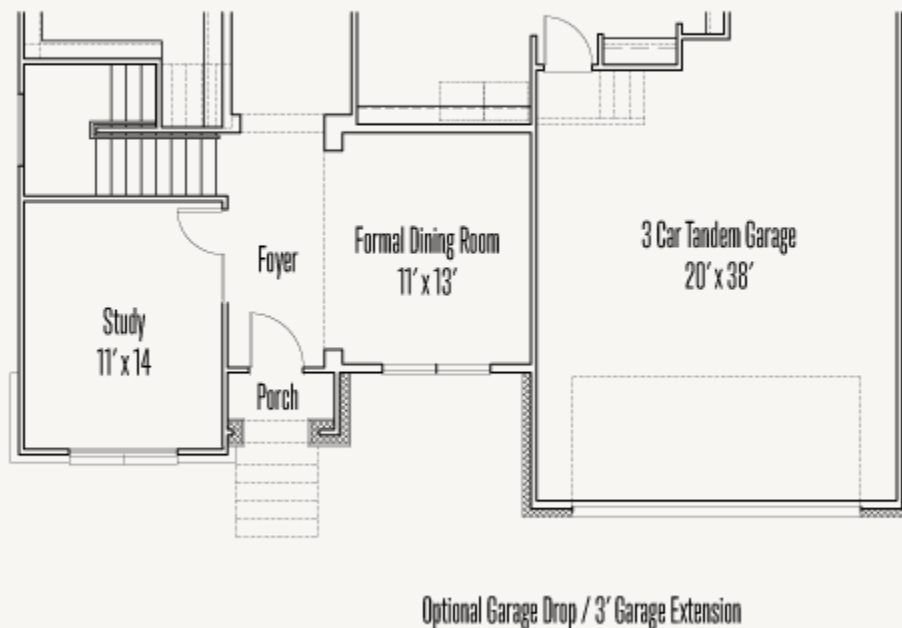 Foyer
Formal Dining Room
11' x 13'
3 Car Tandem Garage
20' x 38'
Study
11' x 14
Porch
Optional Garage Drop / 3' Garage Extension